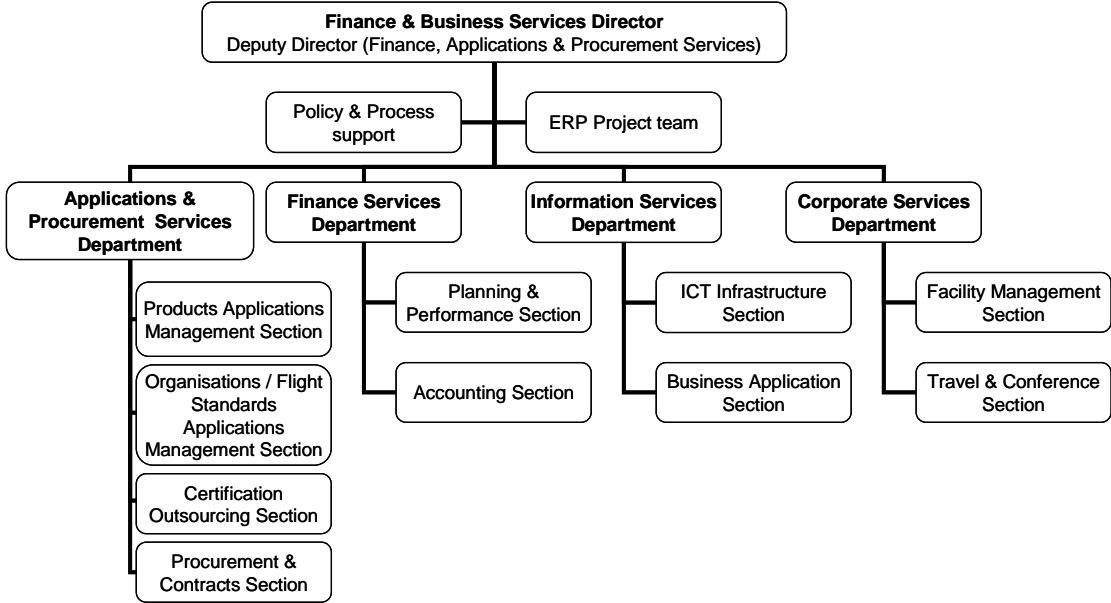 Finance & Business Services Director
Deputy Director (Finance, Applications & Procurement Services)
Policy & Process
support
ERP Project team
Applications &
Procurement Services
Department
Finance Services
Department
Information Services
Department
Corporate Services
Department
Products Applications
Management Section
Organisations / Flight
Standards
Applications
Management Section
Certification
Outsourcing Section
Procurement &
Contracts Section
Planning &
Performance Section
Accounting Section
ICT Infrastructure
Section
Business Application
Section
Facility Management
Section
Travel & Conference
Section